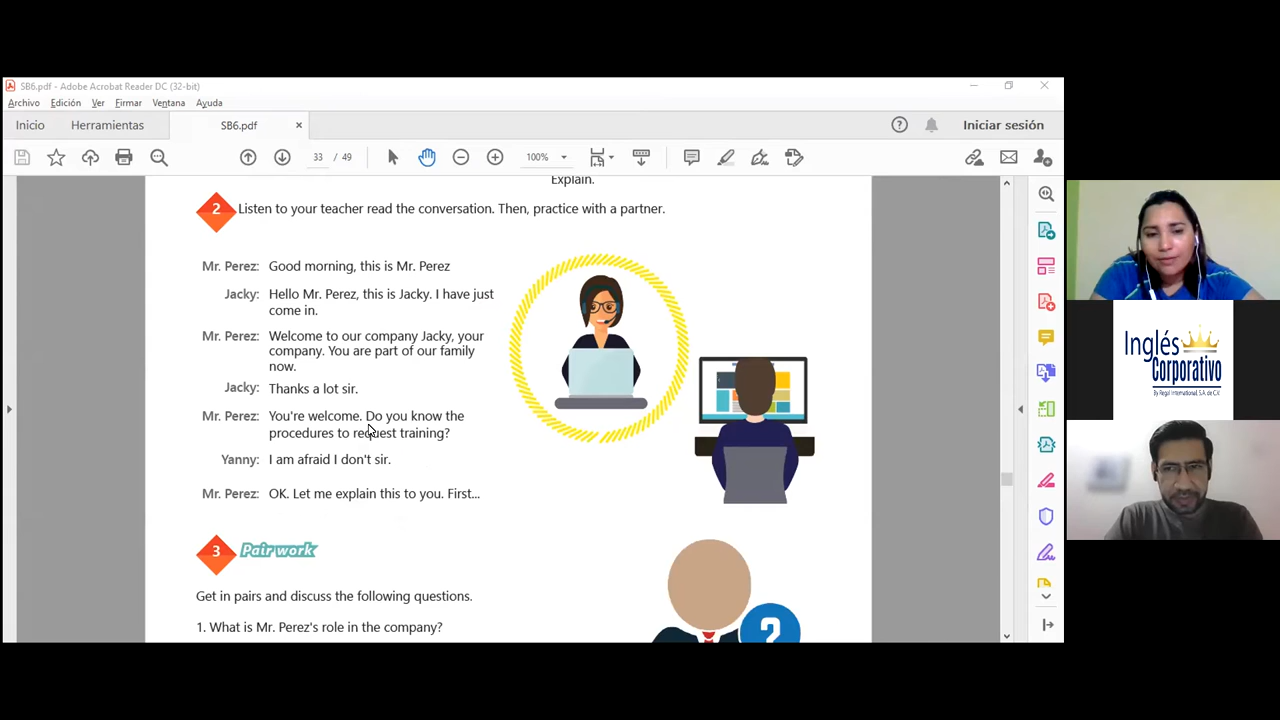 SB6.pdf - Adobe Acrobat Reader DC (32-bit)
Archivo Edición Ver Firmar Ventana Ayuda
Inicio Herramientas SB6.pdf Iniciar sesión
33 / 49 100%
Explain.
2 Listen to your teacher read the conversation. Then, practice with a partner.
Mr. Perez: Good morning, this is Mr. Perez
Jacky: Hello Mr. Perez, this is Jacky. I have just
come in.
Mr. Perez: Welcome to our company Jacky, your
company. You are part of our family
now.
Jacky: Thanks a lot sir.
Mr. Perez: You're welcome. Do you know the
procedures to request training?
Yanny: I am afraid I don't sir.
Mr. Perez: OK. Let me explain this to you. First...
3 Pair work
Get in pairs and discuss the following questions.
1. What is Mr. Perez's role in the company?
?
Inglés
Corporativo
By Regal International, S.A. de C.V.